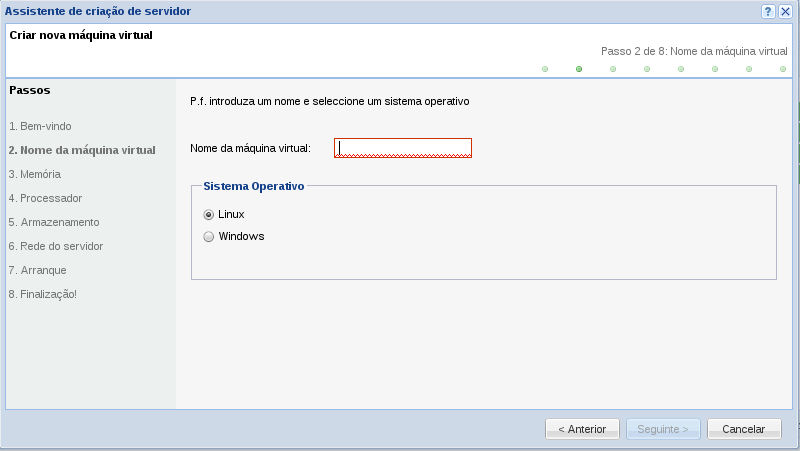 Assistente de criação de servidor
Criar nova máquina virtual
Passo 2 de 8: Nome da máquina virtual
Passos
1. Bem-vindo
2. Nome da máquina virtual
3. Memória
4. Processador
5. Armazenamento
6. Rede do servidor
7. Arranque
8. Finalização!
P.f. introduza um nome e seleccione um sistema operativo
Nome da máquina virtual:
Sistema Operativo
Linux
Windows
< Anterior
Seguinte >
Cancelar